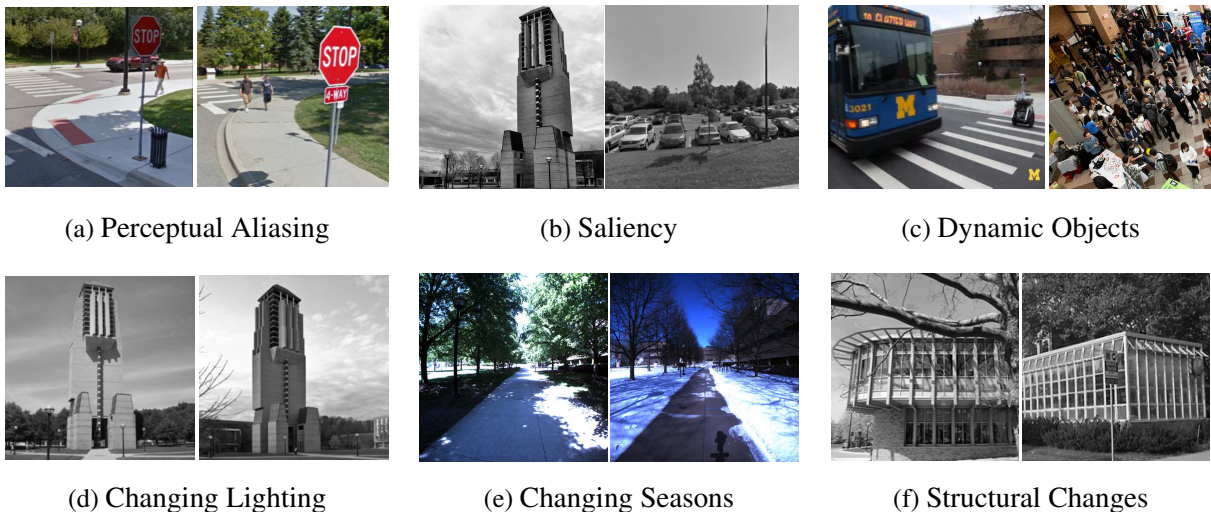 STOP
STOP
4-WAY
3021
M
M
(a) Perceptual Aliasing
(b) Saliency
(c) Dynamic Objects
(d) Changing Lighting
(e) Changing Seasons
(f) Structural Changes